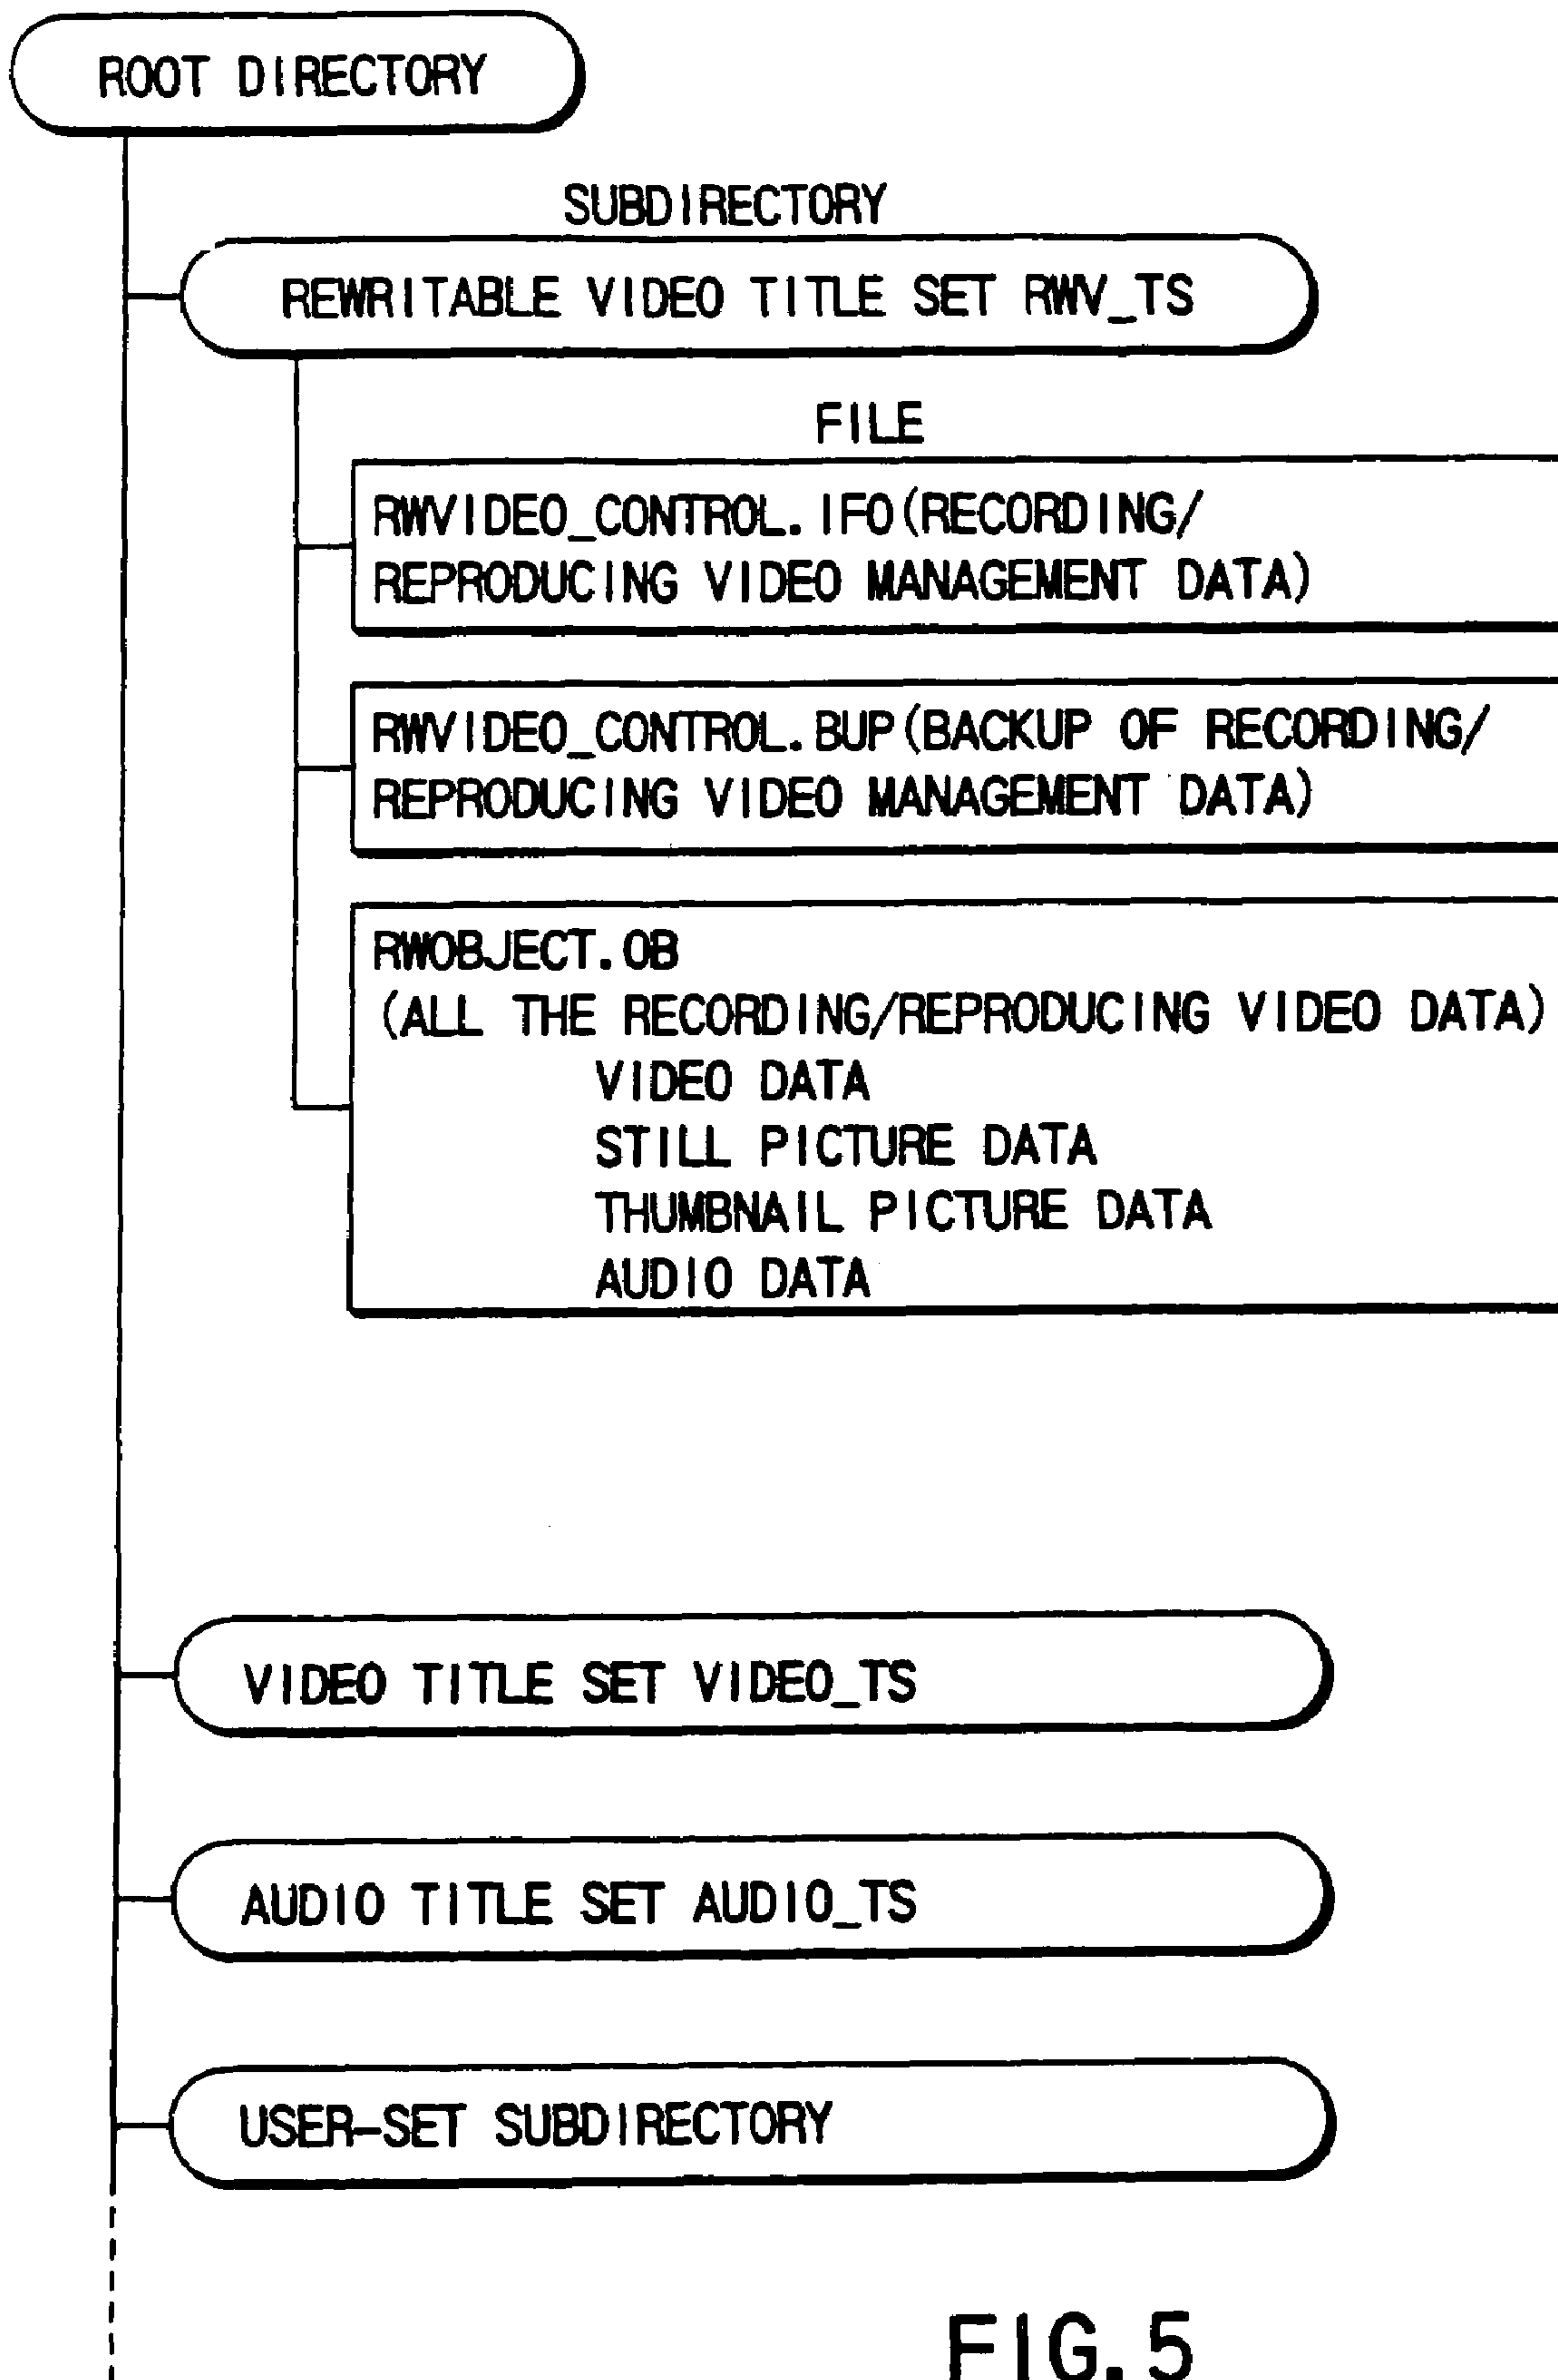 ROOT DIRECTORY
SUBDIRECTORY
REWRITABLE VIDEO TITLE SET RWV_TS
FILE
RWVIDEO_CONTROL.IFO(RECORDING/
REPRODUCING VIDEO MANAGEMENT DATA)
RWVIDEO_CONTROL.BUP(BACKUP OF RECORDING/
REPRODUCING VIDEO MANAGEMENT DATA)
RWOBJECT.OB
(ALL THE RECORDING/REPRODUCING VIDEO DATA)
VIDEO DATA
STILL PICTURE DATA
THUMBNAIL PICTURE DATA
AUDIO DATA
VIDEO TITLE SET VIDEO_TS
AUDIO TITLE SET AUDIO_TS
USER-SET SUBDIRECTORY
FIG.5